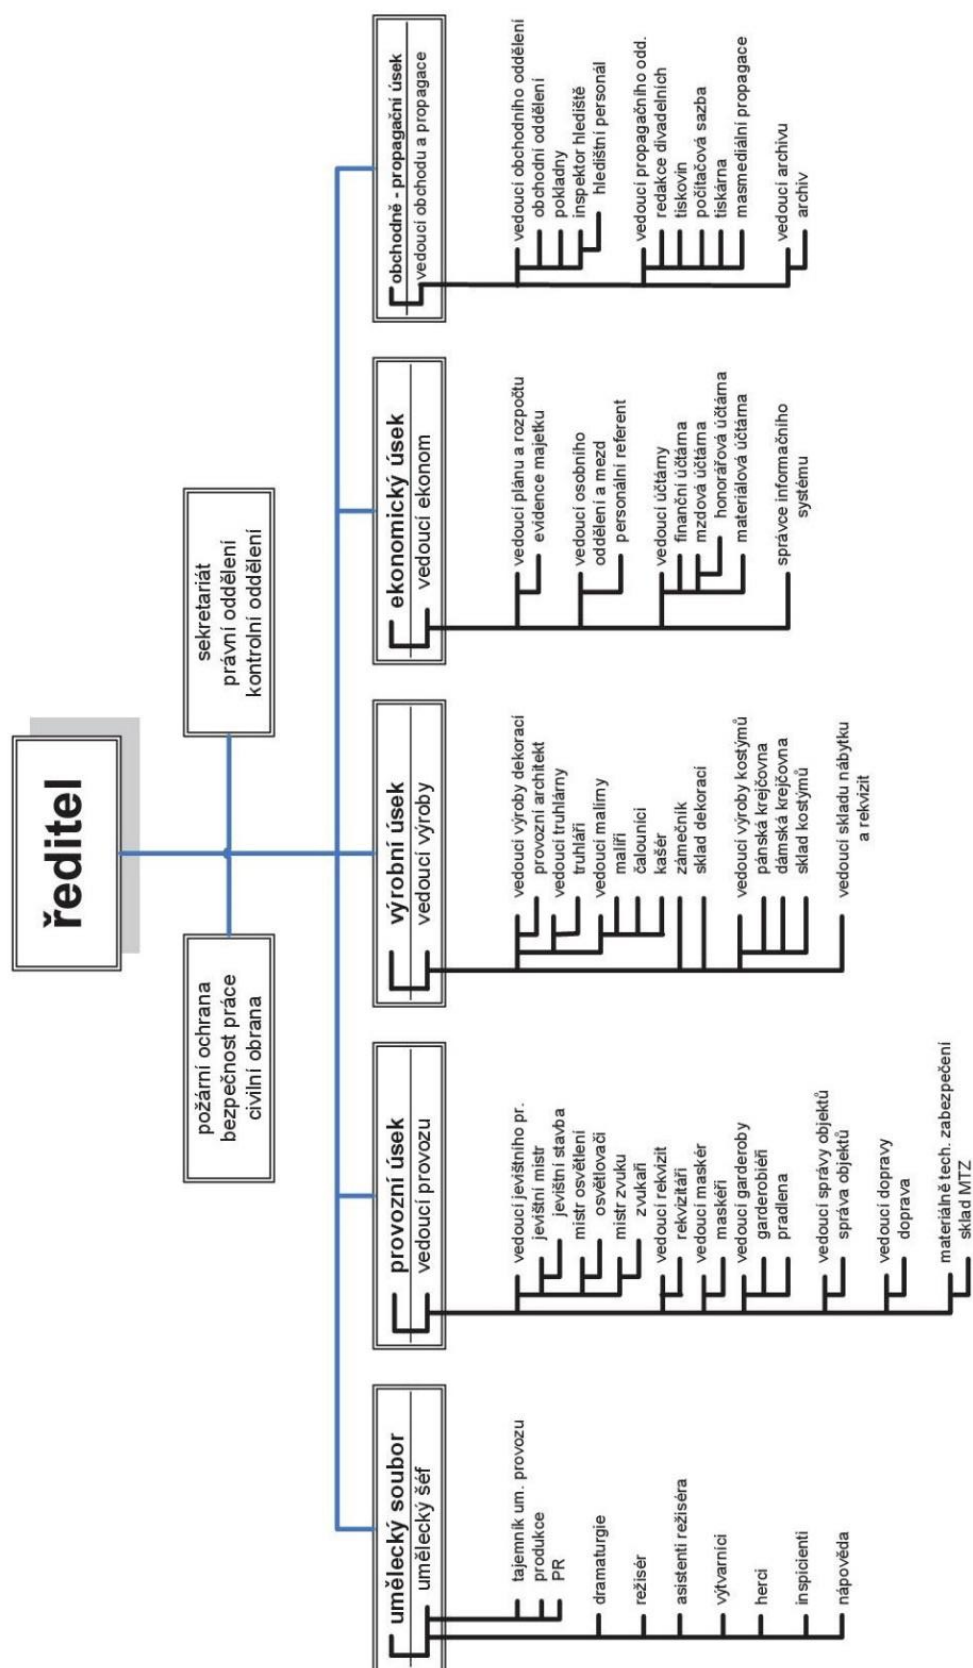 ředitel
požární ochrana
bezpečnost práce
civilní obrana
sekretariát
právní oddělení
kontrolní oddělení
umělecký soubor
umělecký šéf
tajemník um. provozu
produkce
PR
dramaturgie
režisér
asistenti režiséra
výtvarníci
herci
inspicienti
nápověda
provozní úsek
vedoucí provozu
vedoucí jevištního pr.
jevištní mistr
jevištní stavba
mistr osvětlení
osvětlovači
mistr zvuku
zvukaři
vedoucí rekvizit
rekvizitáři
vedoucí maskér
maskéři
vedoucí garderoby
garderobiéři
pradlena
vedoucí správy objektů
správa objektů
vedoucí dopravy
doprava
materiálně tech. zabezpečení
sklad MTZ
výrobní úsek
vedoucí výroby
vedoucí výroby dekorací
provozní architekt
vedoucí truhlárny
truhláři
vedoucí malírny
malíři
čalouníci
kašér
zámečník
sklad dekorací
vedoucí výroby kostýmů
pánská krejčovna
dámská krejčovna
sklad kostýmů
vedoucí skladu nábytku
a rekvizit
ekonomický úsek
vedoucí ekonom
vedoucí plánu a rozpočtu
evidence majetku
vedoucí osobního
oddělení a mezd
personální referent
vedoucí účtárny
finanční účtárna
mzdová účtárna
honorářová účtárna
materiálová účtárna
správce informačního
systému
obchodně - propagační úsek
vedoucí obchodu a propagace
vedoucí obchodního oddělení
obchodní oddělení
pokladny
inspektor hlediště
hledištní personál
vedoucí propagačního odd.
redakce divadelních
tiskovin
počítačová sazba
tiskárna
masmediální propagace
vedoucí archivu
archiv